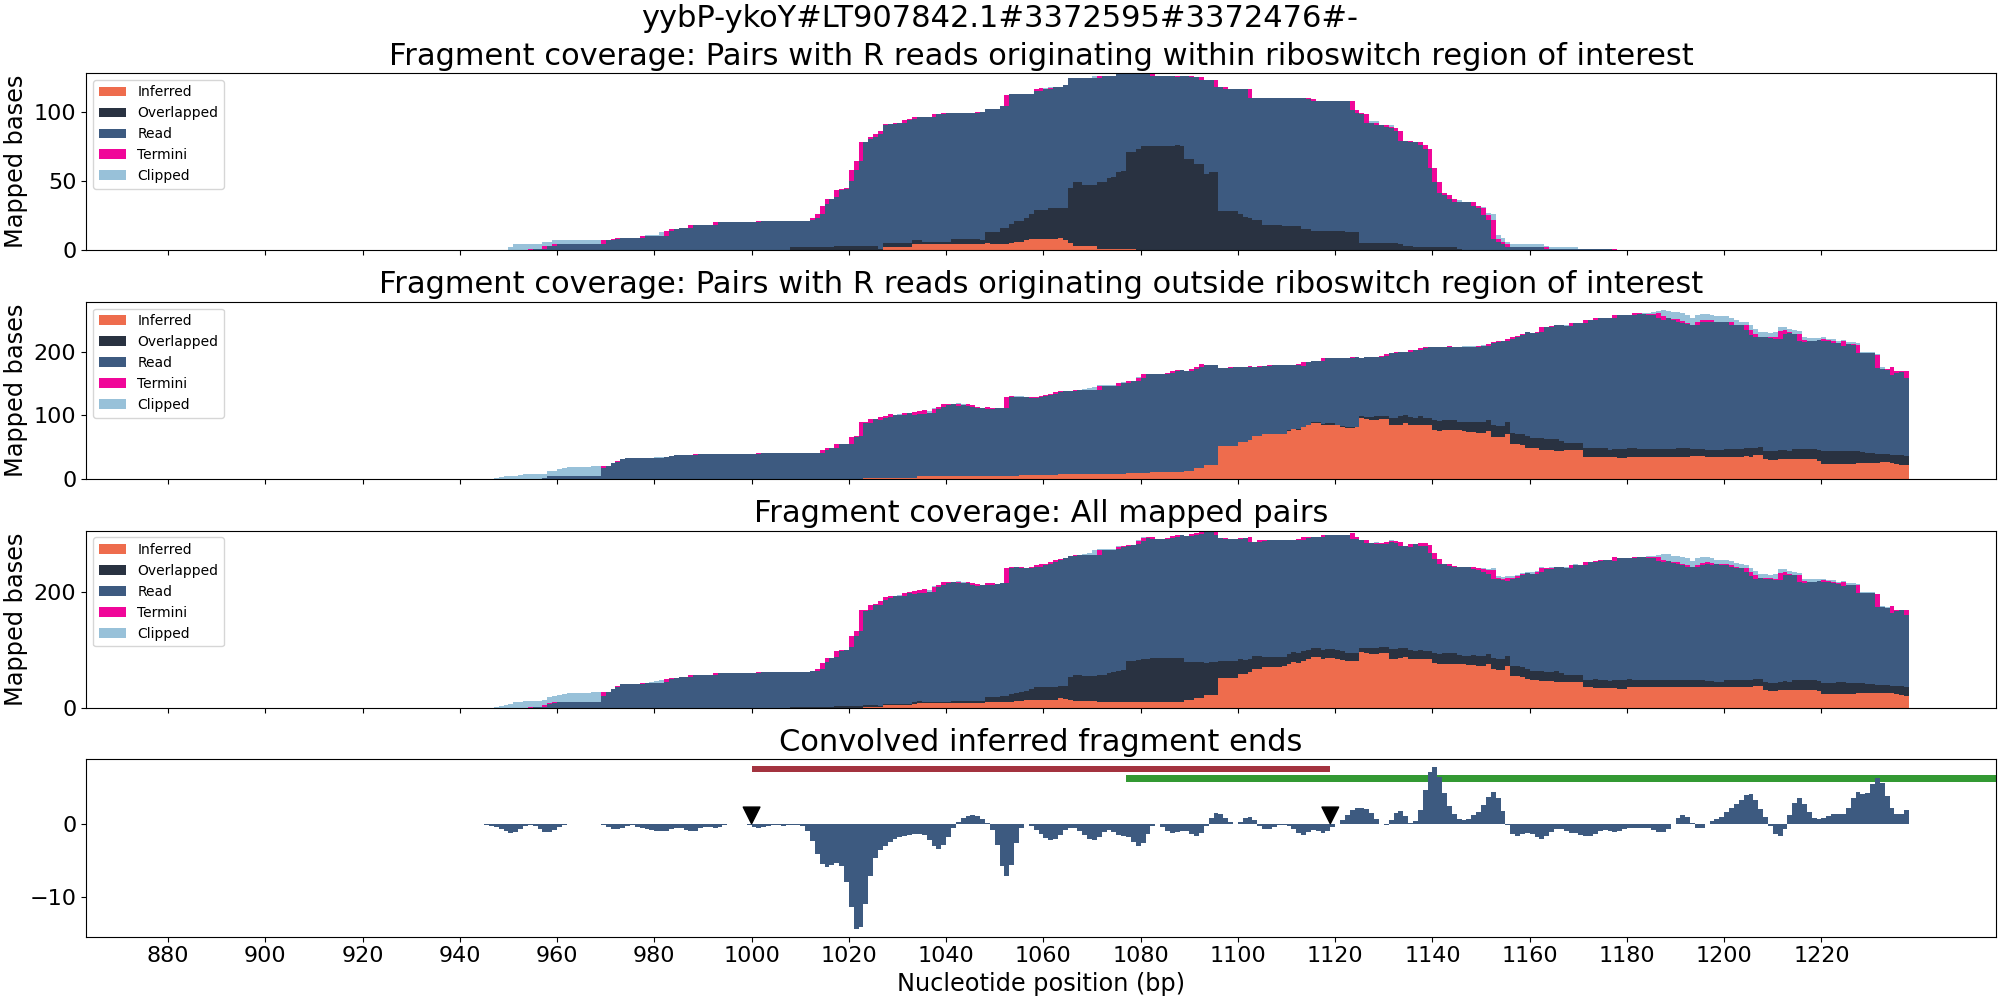 yybP-ykoY#LT907842.1#3372595#3372476#-
Fragment coverage: Pairs with R reads originating within riboswitch region of interest
Mapped bases
100
50
0
Inferred
Overlapped
Read
Termini
Clipped
Fragment coverage: Pairs with R reads originating outside riboswitch region of interest
Mapped bases
200
100
0
Inferred
Overlapped
Read
Termini
Clipped
Fragment coverage: All mapped pairs
Mapped bases
200
0
Inferred
Overlapped
Read
Termini
Clipped
Convolved inferred fragment ends
0
−10
880 900 920 940 960 980 1000 1020 1040 1060 1080 1100 1120 1140 1160 1180 1200 1220
Nucleotide position (bp)